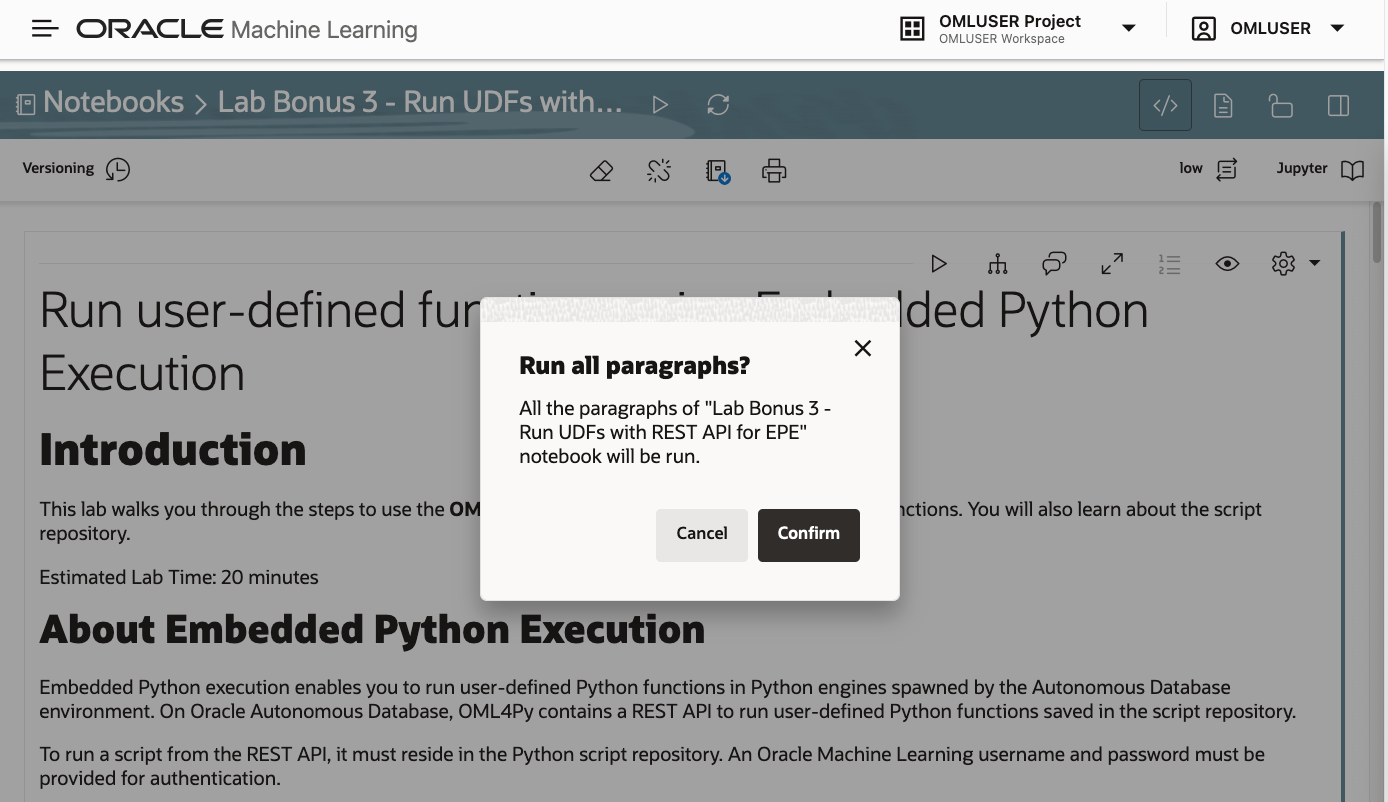 ORACLE Machine Learning
OMLUSER Project
OMLUSER Workspace
OMLUSER
Notebooks > Lab Bonus 3 - Run UDFs with...
</>
Versioning
low
Jupyter
Run user-defined Python
Execution
Introduction
This lab walks you through the steps to use the You will also learn about the script
repository.
Estimated Lab Time: 20 minutes
About Embedded Python Execution
Embedded Python execution enables you to run user-defined Python functions in Python engines spawned by the Autonomous Database
environment. On Oracle Autonomous Database, OML4Py contains a REST API to run user-defined Python functions saved in the script repository.
To run a script from the REST API, it must reside in the Python script repository. An Oracle Machine Learning username and password must be
provided for authentication.
Run all paragraphs?
All the paragraphs of "Lab Bonus 3 -
Run UDFs with REST API for EPE"
notebook will be run.
Cancel
Confirm